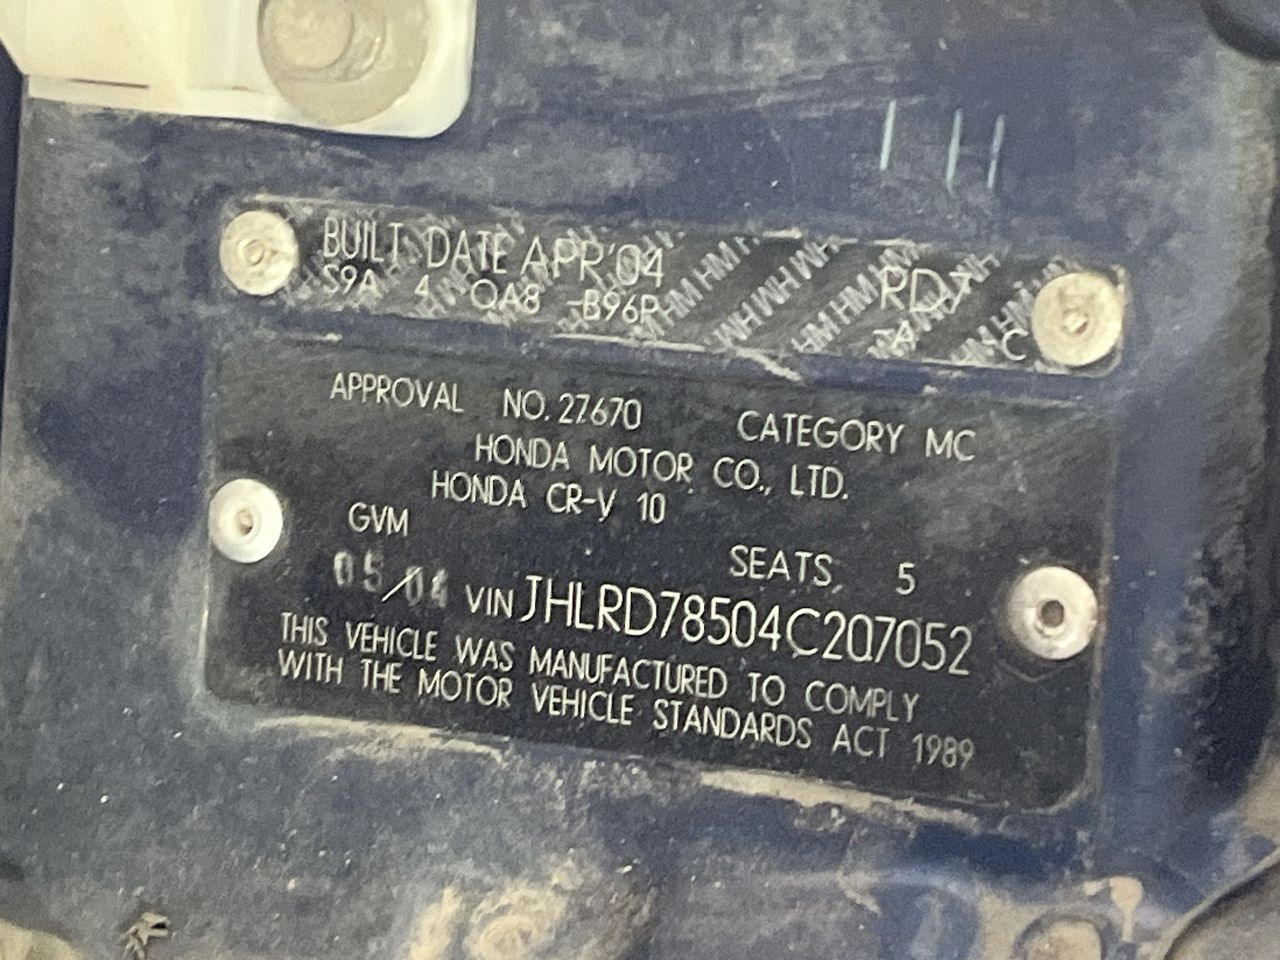 BUILT DATE APR'04 RD7
S9A 4 QA8 -B96P A C
APPROVAL NO. 27670 CATEGORY MC
HONDA MOTOR CO., LTD.
HONDA CR-V 10
GVM SEATS 5
05/04 VIN JHLRD78504C207052
THIS VEHICLE WAS MANUFACTURED TO COMPLY
WITH THE MOTOR VEHICLE STANDARDS ACT 1989